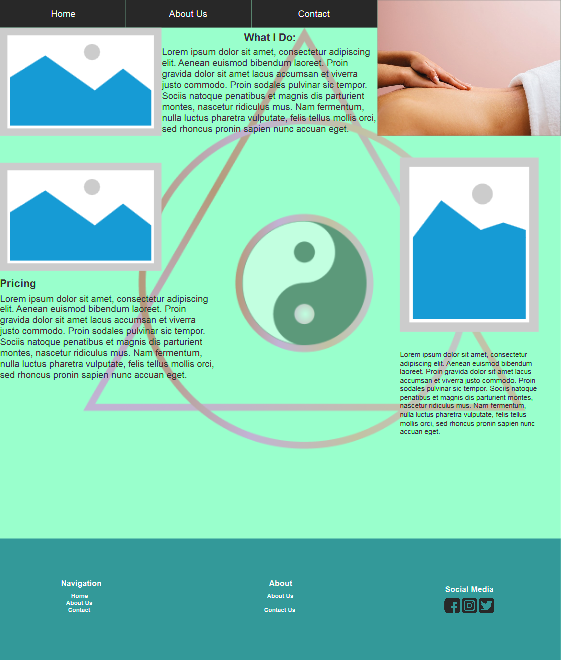 Home
About Us
Contact
What I Do:
Lorem ipsum dolor sit amet, consectetur adipiscing
elit. Aenean euismod bibendum laoreet. Proin
gravida dolor sit amet lacus accumsan et viverra
justo commodo. Proin sodales pulvinar sic tempor.
Sociis natoque penatibus et magnis dis parturient
montes, nascetur ridiculus mus. Nam fermentum,
nulla luctus pharetra vulputate, felis tellus mollis orci,
sed rhoncus pronin sapien nunc accuan eget.
Pricing
Lorem ipsum dolor sit amet, consectetur adipiscing
elit. Aenean euismod bibendum laoreet. Proin
gravida dolor sit amet lacus accumsan et viverra
justo commodo. Proin sodales pulvinar sic tempor.
Sociis natoque penatibus et magnis dis parturient
montes, nascetur ridiculus mus. Nam fermentum,
nulla luctus pharetra vulputate, felis tellus mollis orci,
sed rhoncus pronin sapien nunc accuan eget.
Lorem ipsum dolor sit amet, consectetur
adipiscing elit. Aenean euismod bibendum
laoreet. Proin gravida dolor sit amet lacus
accumsan et viverra justo commodo. Proin
sodales pulvinar sic tempor. Sociis natoque
penatibus et magnis dis parturient montes,
nascetur ridiculus mus. Nam fermentum,
nulla luctus pharetra vulputate, felis tellus
mollis orci, sed rhoncus pronin sapien nunc
accuan eget.
Navigation
Home
About Us
Contact
About
About Us
Contact Us
Social Media